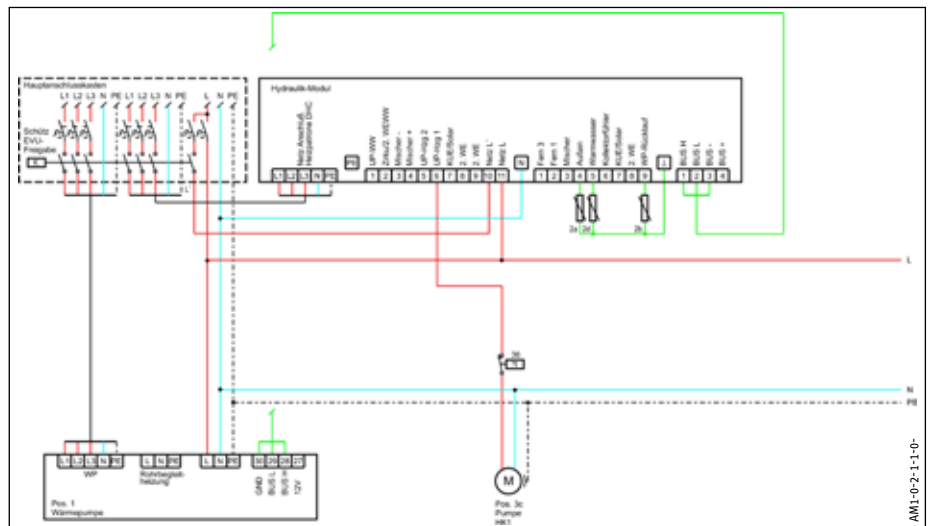 Hauptanschlusskasten
L1 L2 L3 N PE L1 L2 L3 N PE L N PE
Schütz
EVU-
Freigabe
K
L'
Hydraulik-Modul
Netz Anschluß
Heizpatrone DHC
L1 L2 L3 N PE
PE
UP-WW
Zirku/2. WEWW
Mischer -
Mischer +
UP-Hzg 2
UP-Hzg 1
KUE/Solar
2. WE
2. WE
Netz L'
Netz L
1 2 3 4 5 6 7 8 9 10 11
N
Fern 3
Fern 1
Mischer
Außen
Warmwasser
Kollektorfühler
KUE/Solar
2. WE
WP-Rücklauf
1 2 3 4 5 6 7 8 9
BUS H
BUS L
BUS -
BUS +
1 2 3 4
L
N
PE
L1 L2 L3 N PE
WP
L N PE
Rohrbegleit-
heizung
L N PE
30 29 28 27
GND
BUS L
BUS H
12V
Pos. 1
Wärmepumpe
M
Pos. 3c
Pumpe
HK1
AM1-0-2-1-1-0-